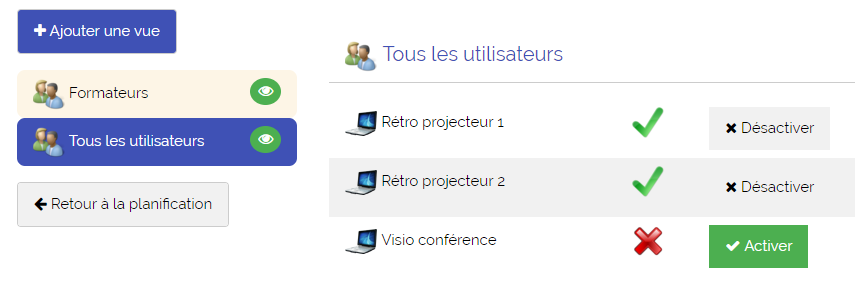 Ajouter une vue
Formateurs
Tous les utilisateurs
Retour à la planification
Tous les utilisateurs
Rétro projecteur 1
Désactiver
Rétro projecteur 2
Désactiver
Visio conférence
Activer